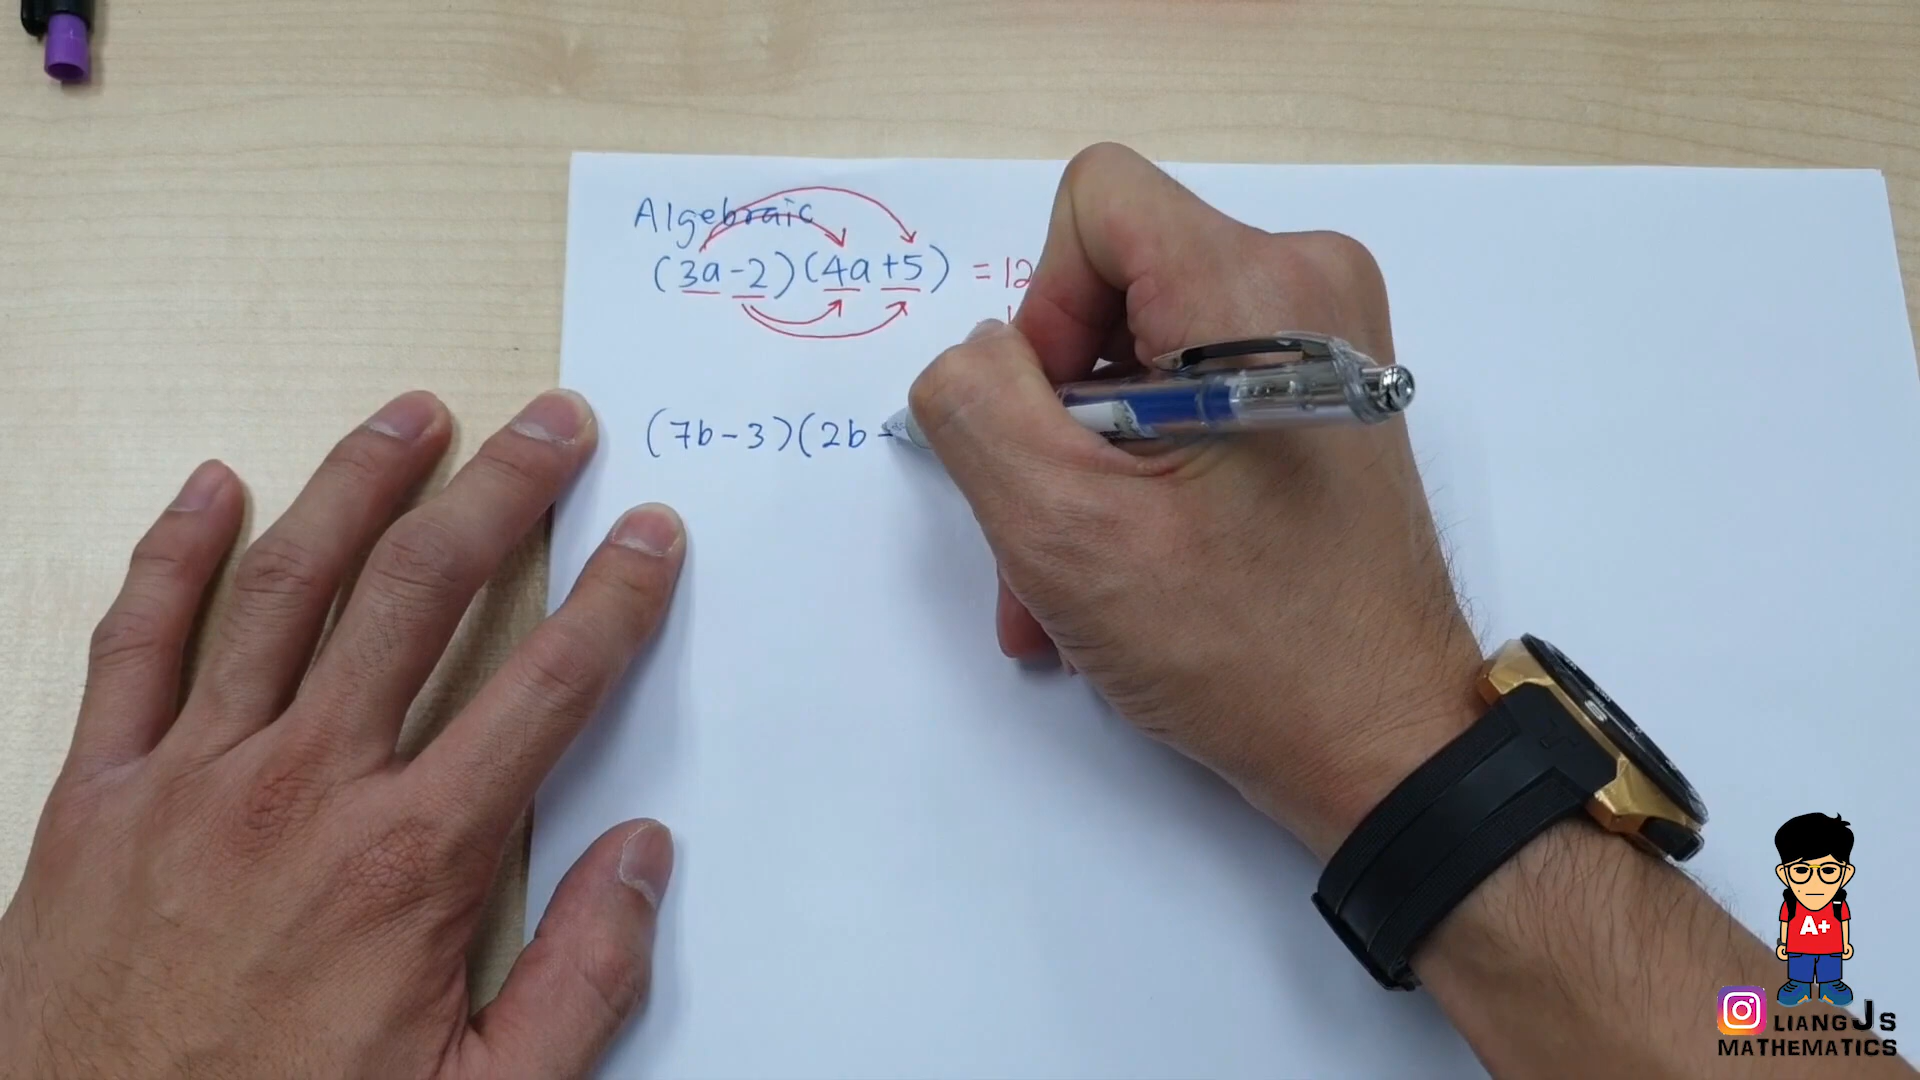 Algebraic
(3a-2)(4a+5) = 12
(7b-3)(2b-
A+
LIANG JS
MATHEMATICS